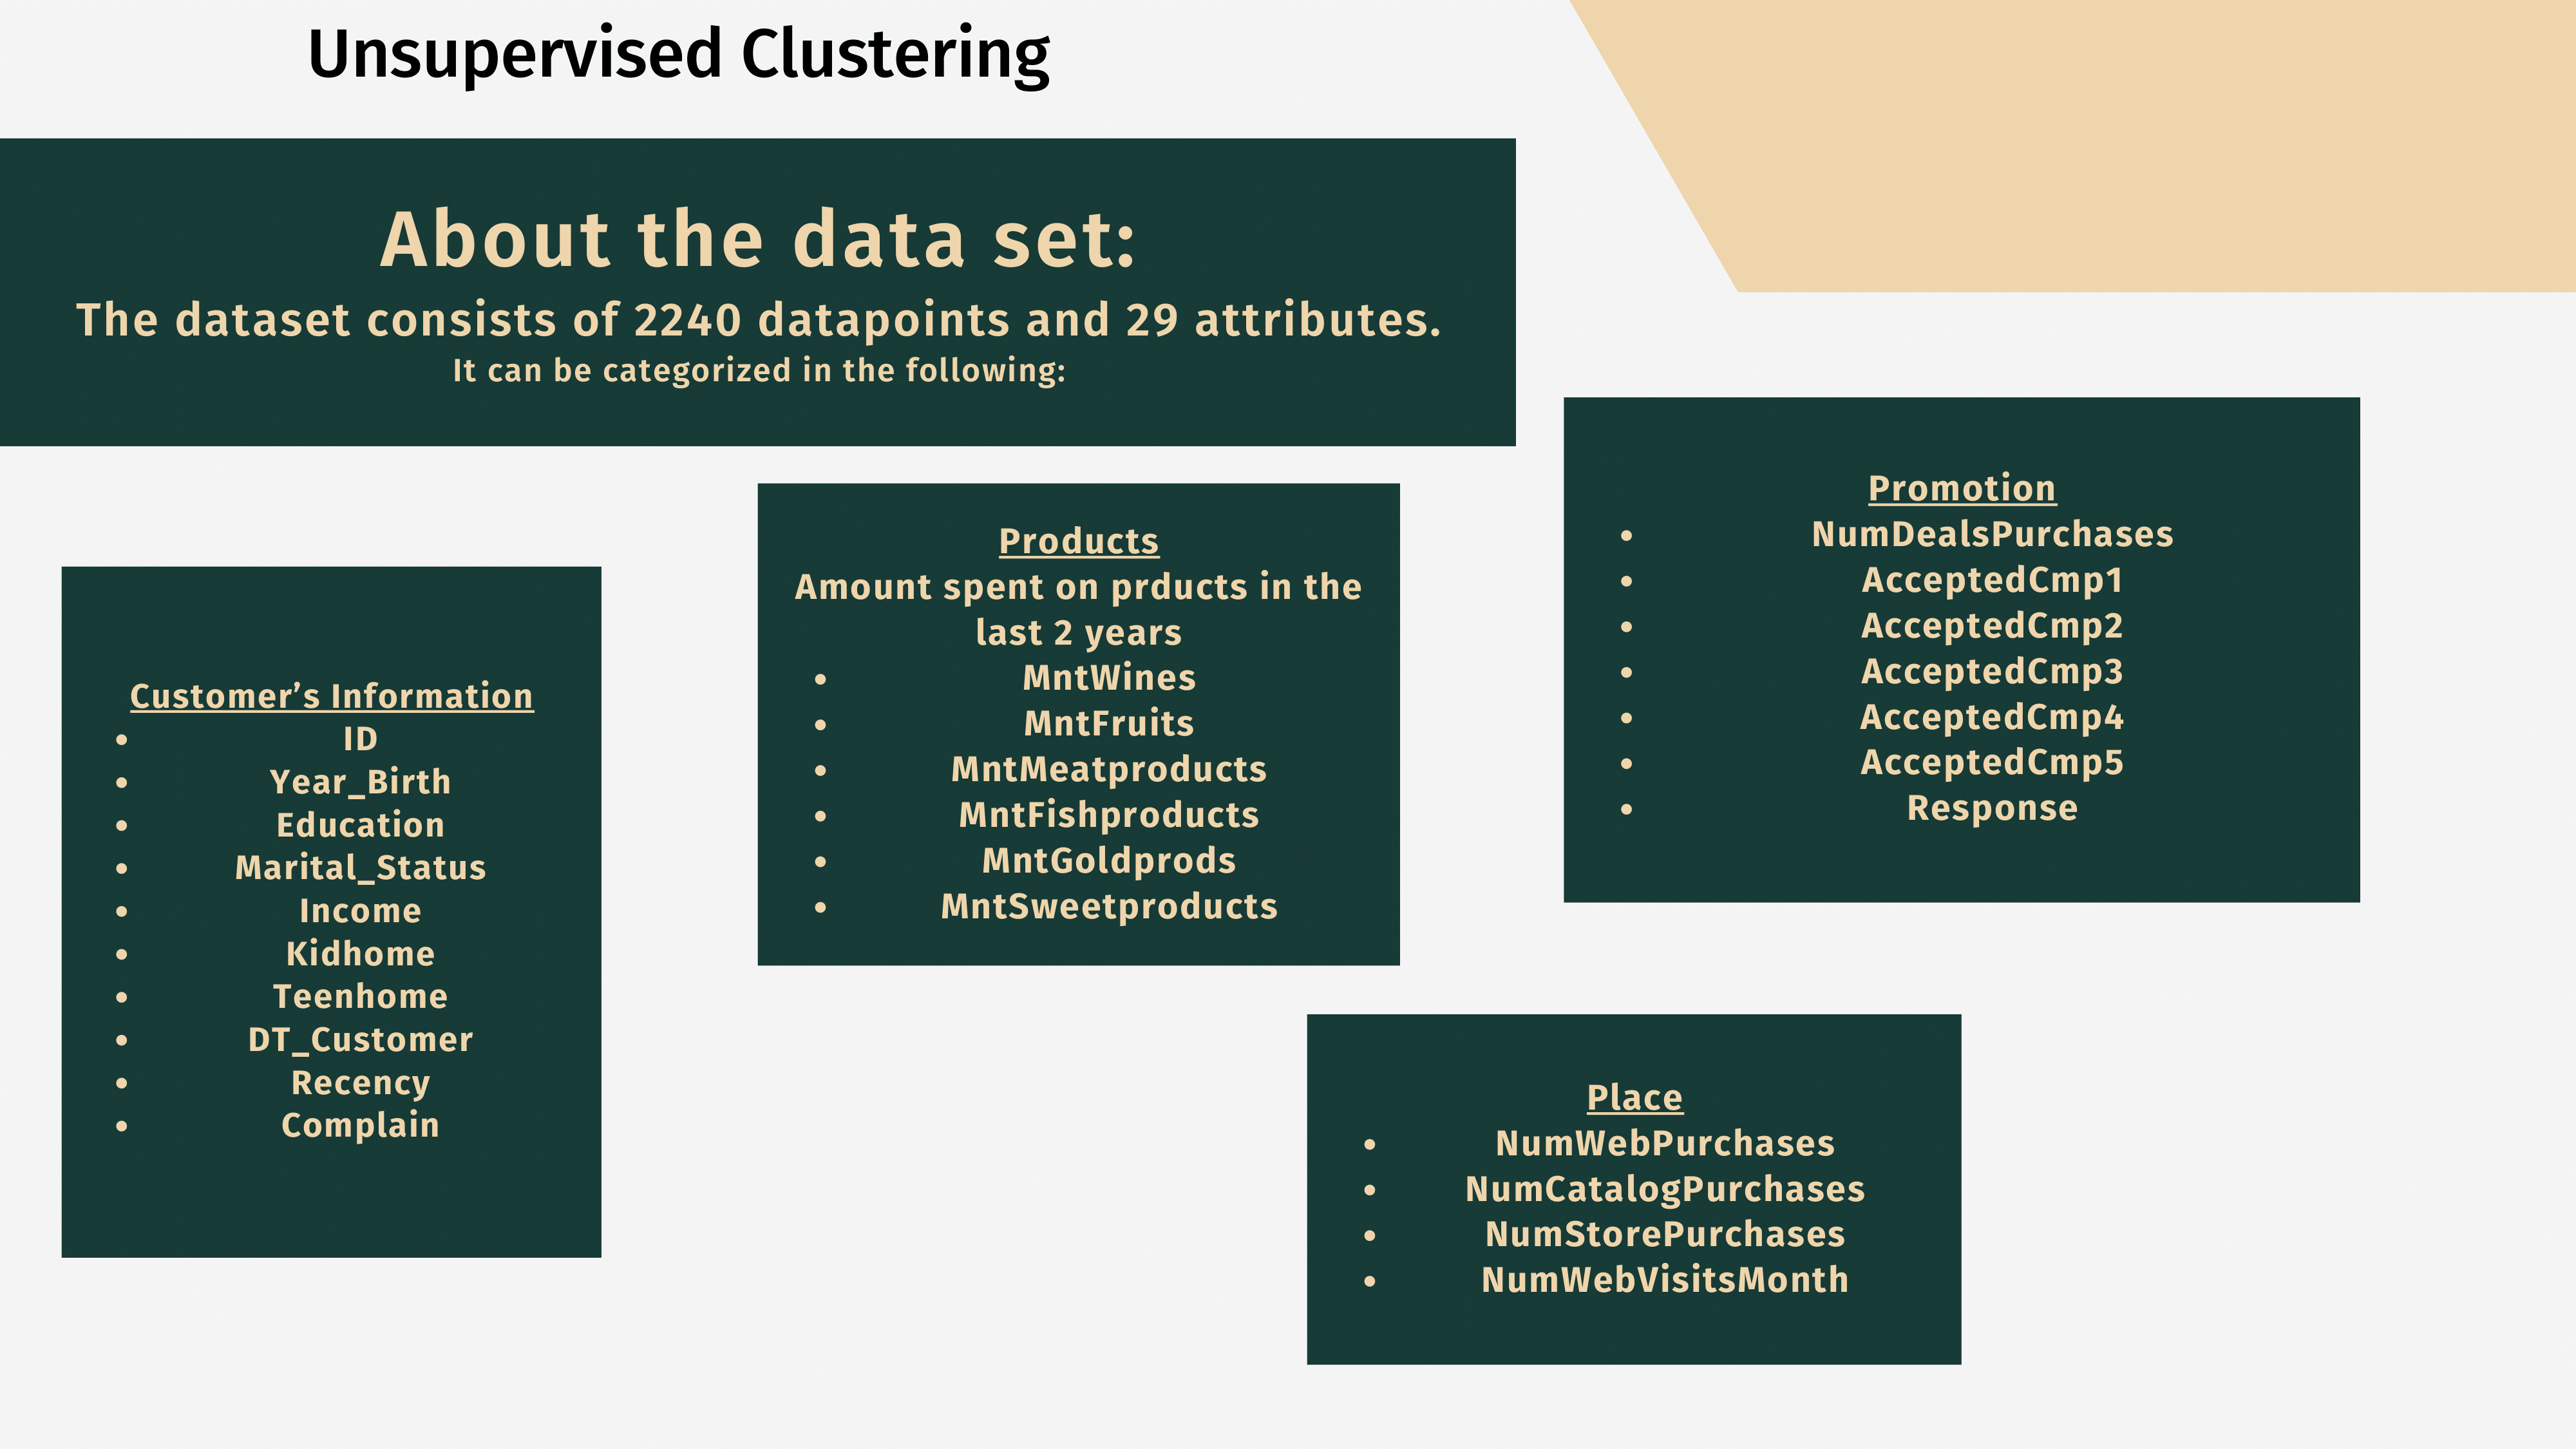 Unsupervised Clustering
About the data set:
The dataset consists of 2240 datapoints and 29 attributes.
It can be categorized in the following:
Customer’s Information
• ID
• Year_Birth
• Education
• Marital_Status
• Income
• Kidhome
• Teenhome
• DT_Customer
• Recency
• Complain
Products
Amount spent on prducts in the
last 2 years
• MntWines
• MntFruits
• MntMeatproducts
• MntFishproducts
• MntGoldprods
• MntSweetproducts
Promotion
• NumDealsPurchases
• AcceptedCmp1
• AcceptedCmp2
• AcceptedCmp3
• AcceptedCmp4
• AcceptedCmp5
• Response
Place
• NumWebPurchases
• NumCatalogPurchases
• NumStorePurchases
• NumWebVisitsMonth